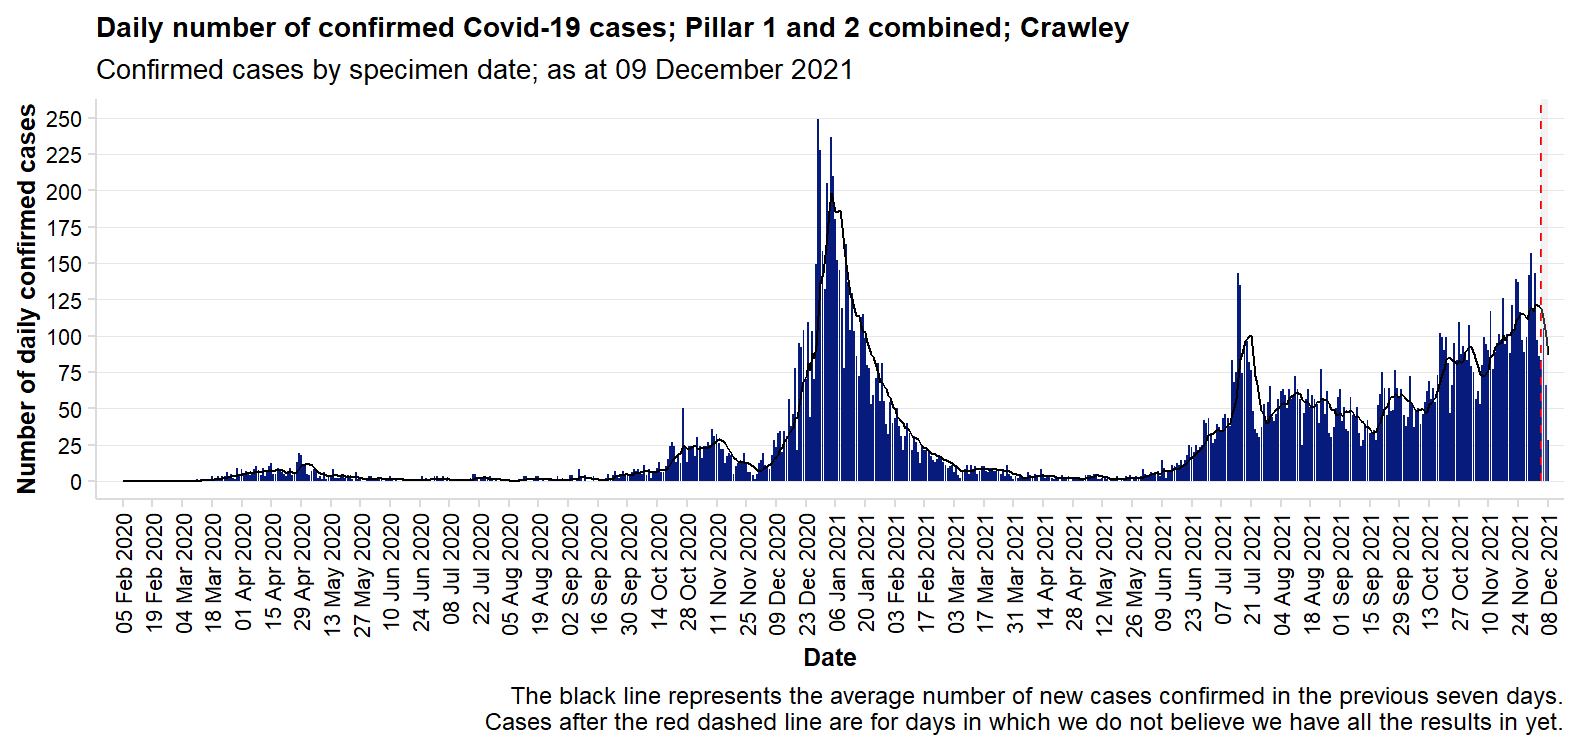 Daily number of confirmed Covid-19 cases; Pillar 1 and 2 combined; Crawley
Confirmed cases by specimen date; as at 09 December 2021
Number of daily confirmed cases
250
225
200
175
150
125
100
75
50
25
0
05 Feb 2020
19 Feb 2020
04 Mar 2020
18 Mar 2020
01 Apr 2020
15 Apr 2020
29 Apr 2020
13 May 2020
27 May 2020
10 Jun 2020
24 Jun 2020
08 Jul 2020
22 Jul 2020
05 Aug 2020
19 Aug 2020
02 Sep 2020
16 Sep 2020
30 Sep 2020
14 Oct 2020
28 Oct 2020
11 Nov 2020
25 Nov 2020
09 Dec 2020
23 Dec 2020
06 Jan 2021
20 Jan 2021
03 Feb 2021
17 Feb 2021
03 Mar 2021
17 Mar 2021
31 Mar 2021
14 Apr 2021
28 Apr 2021
12 May 2021
26 May 2021
09 Jun 2021
23 Jun 2021
07 Jul 2021
21 Jul 2021
04 Aug 2021
18 Aug 2021
01 Sep 2021
15 Sep 2021
29 Sep 2021
13 Oct 2021
27 Oct 2021
10 Nov 2021
24 Nov 2021
08 Dec 2021
Date
The black line represents the average number of new cases confirmed in the previous seven days.
Cases after the red dashed line are for days in which we do not believe we have all the results in yet.